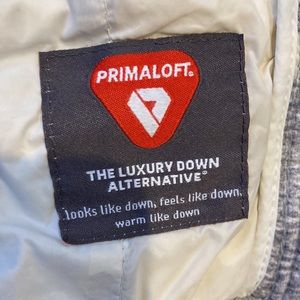 PRIMALOFT®
THE LUXURY DOWN
ALTERNATIVE®
looks like down, feels like down,
warm like down